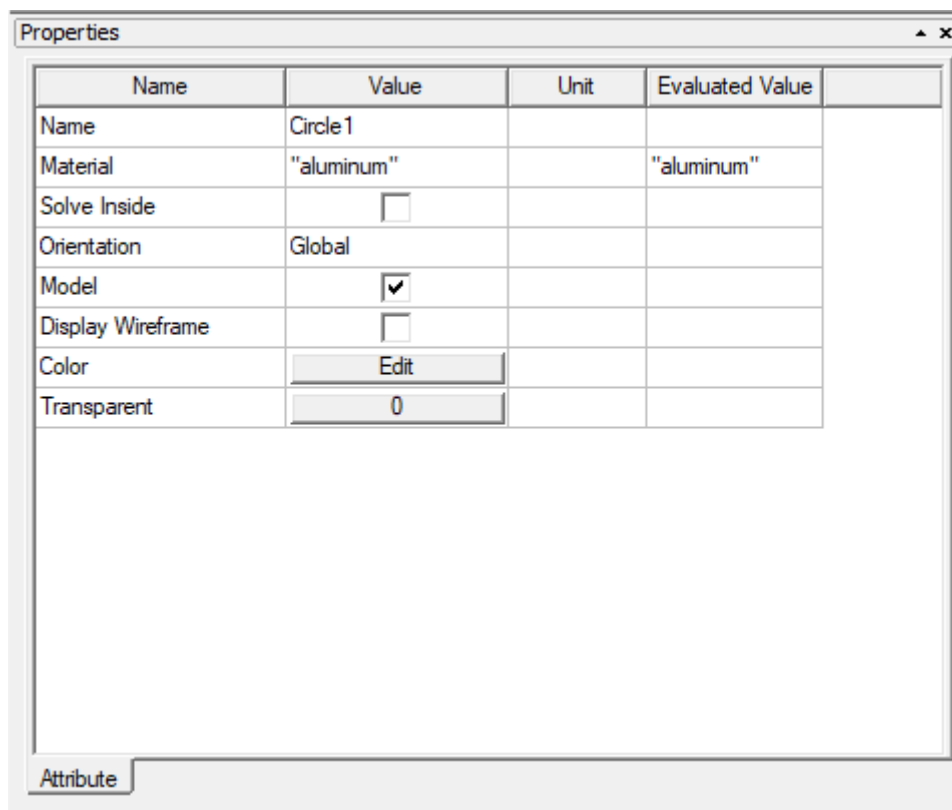 Properties
Name Value Unit Evaluated Value
Name Circle1
Material "aluminum" "aluminum"
Solve Inside
Orientation Global
Model
Display Wireframe
Color Edit
Transparent 0
Attribute